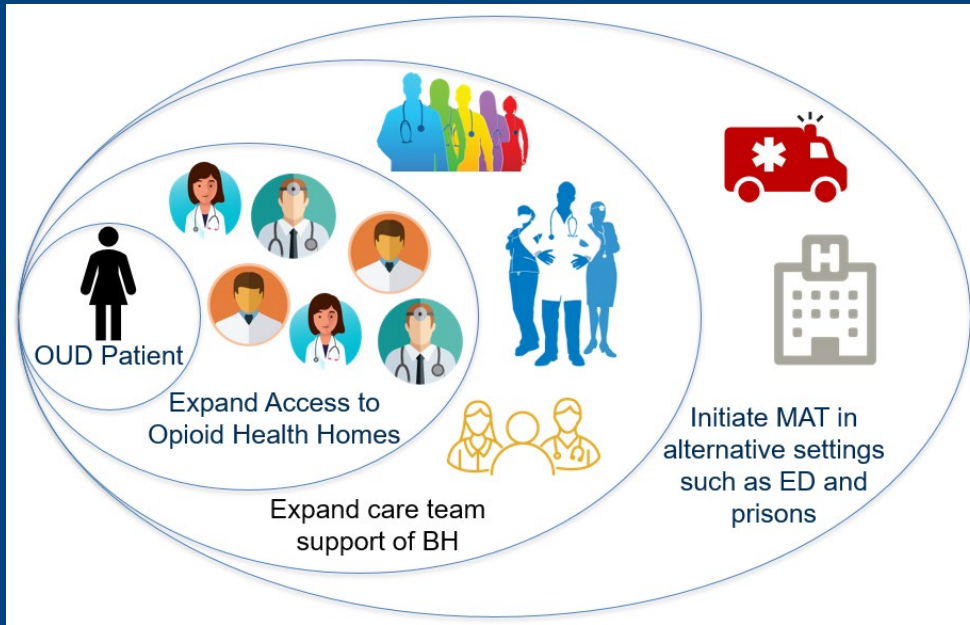 OUD Patient
Expand Access to
Opioid Health Homes
Expand care team
support of BH
Initiate MAT in
alternative settings
such as ED and
prisons
H